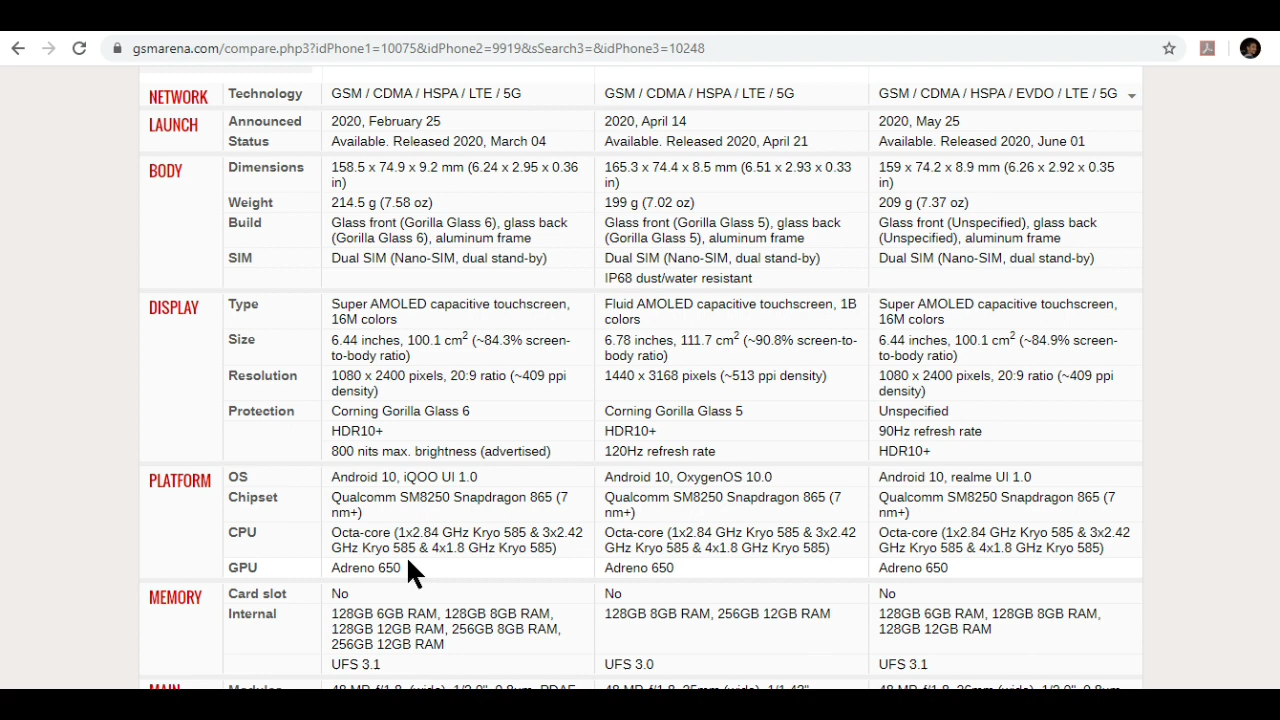 gsmarena.com/compare.php3?idPhone1=10075&idPhone2=9919&sSearch3=&idPhone3=10248
NETWORK Technology GSM / CDMA / HSPA / LTE / 5G GSM / CDMA / HSPA / LTE / 5G GSM / CDMA / HSPA / EVDO / LTE / 5G
LAUNCH Announced 2020, February 25 2020, April 14 2020, May 25
Status Available. Released 2020, March 04 Available. Released 2020, April 21 Available. Released 2020, June 01
BODY Dimensions 158.5 x 74.9 x 9.2 mm (6.24 x 2.95 x 0.36 165.3 x 74.4 x 8.5 mm (6.51 x 2.93 x 0.33 159 x 74.2 x 8.9 mm (6.26 x 2.92 x 0.35
in) in) in)
Weight 214.5 g (7.58 oz) 199 g (7.02 oz) 209 g (7.37 oz)
Build Glass front (Gorilla Glass 6), glass back Glass front (Gorilla Glass 5), glass back Glass front (Unspecified), glass back
(Gorilla Glass 6), aluminum frame (Gorilla Glass 5), aluminum frame (Unspecified), aluminum frame
SIM Dual SIM (Nano-SIM, dual stand-by) Dual SIM (Nano-SIM, dual stand-by) Dual SIM (Nano-SIM, dual stand-by)
IP68 dust/water resistant
DISPLAY Type Super AMOLED capacitive touchscreen, Fluid AMOLED capacitive touchscreen, 1B Super AMOLED capacitive touchscreen,
16M colors colors 16M colors
Size 6.44 inches, 100.1 cm2 (~84.3% screen- 6.78 inches, 111.7 cm2 (~90.8% screen-to- 6.44 inches, 100.1 cm2 (~84.9% screen-
to-body ratio) body ratio) to-body ratio)
Resolution 1080 x 2400 pixels, 20:9 ratio (~409 ppi 1440 x 3168 pixels (~513 ppi density) 1080 x 2400 pixels, 20:9 ratio (~409 ppi
density) density)
Protection Corning Gorilla Glass 6 Corning Gorilla Glass 5 Unspecified
HDR10+ HDR10+ 90Hz refresh rate
800 nits max. brightness (advertised) 120Hz refresh rate HDR10+
PLATFORM OS Android 10, iQOO UI 1.0 Android 10, OxygenOS 10.0 Android 10, realme UI 1.0
Chipset Qualcomm SM8250 Snapdragon 865 (7 Qualcomm SM8250 Snapdragon 865 (7 Qualcomm SM8250 Snapdragon 865 (7
nm+) nm+) nm+)
CPU Octa-core (1x2.84 GHz Kryo 585 & 3x2.42 Octa-core (1x2.84 GHz Kryo 585 & 3x2.42 Octa-core (1x2.84 GHz Kryo 585 & 3x2.42
GHz Kryo 585 & 4x1.8 GHz Kryo 585) GHz Kryo 585 & 4x1.8 GHz Kryo 585) GHz Kryo 585 & 4x1.8 GHz Kryo 585)
GPU Adreno 650 Adreno 650 Adreno 650
MEMORY Card slot No No No
Internal 128GB 6GB RAM, 128GB 8GB RAM, 128GB 8GB RAM, 256GB 12GB RAM 128GB 6GB RAM, 128GB 8GB RAM,
128GB 12GB RAM, 256GB 8GB RAM, 128GB 12GB RAM
256GB 12GB RAM
UFS 3.1 UFS 3.0 UFS 3.1